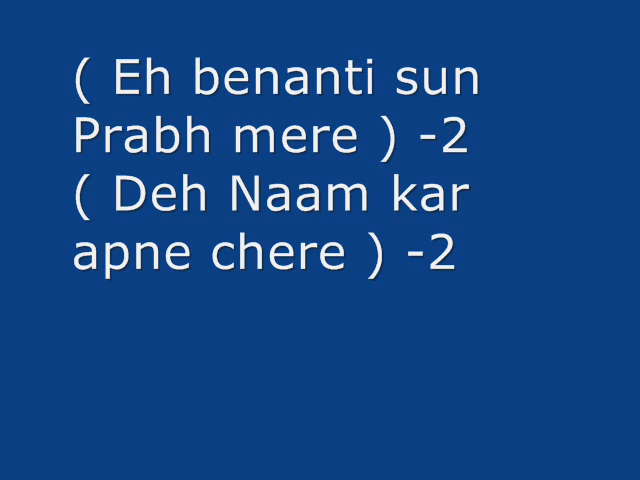 ( Eh benanti sun
Prabh mere ) -2
( Deh Naam kar
apne chere ) -2